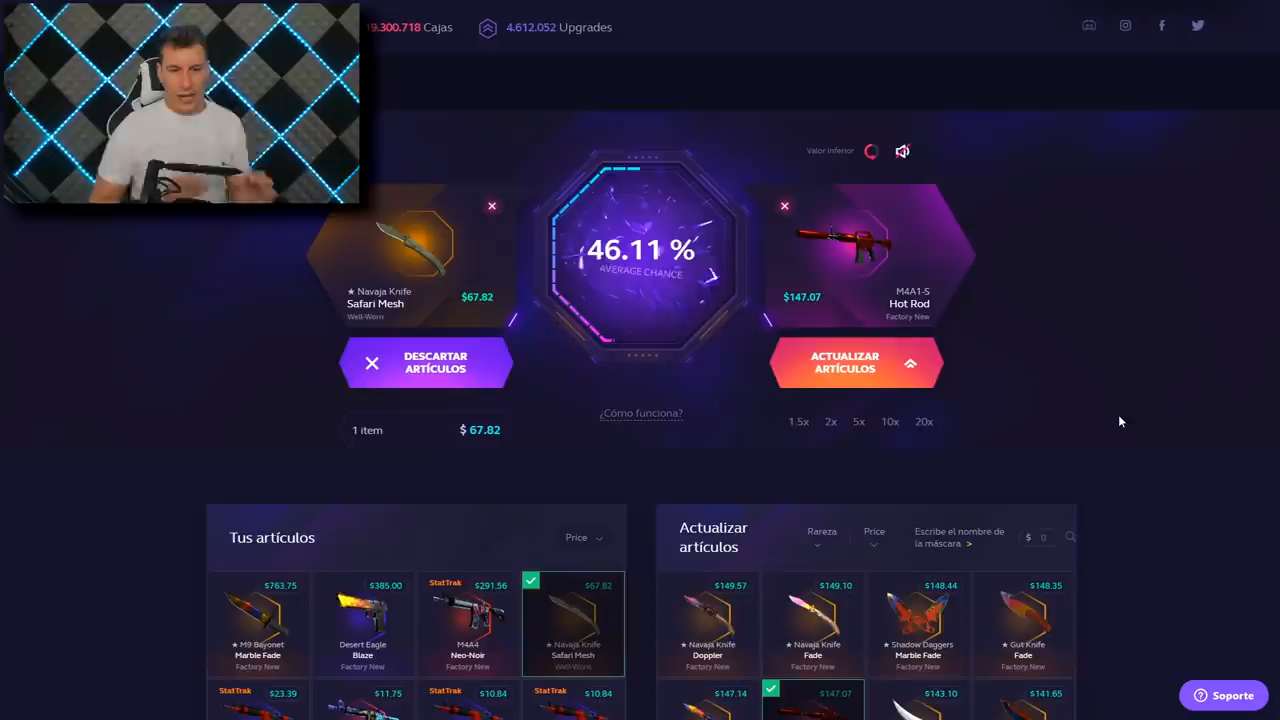 19.300.718 Cajas
4.612.052 Upgrades
Valor inferior
46.11 %
AVERAGE CHANCE
★ Navaja Knife
Safari Mesh
Well-Worn
$67.82
$147.07
M4A1-S
Hot Rod
Factory New
DESCARTAR
ARTÍCULOS
ACTUALIZAR
ARTÍCULOS
1 item
$ 67.82
¿Cómo funciona?
1.5x 2x 5x 10x 20x
Tus artículos
Price
Actualizar
artículos
Rareza
Price
Escribe el nombre de
la máscara >
$ 0
$763.75
★ M9 Bayonet
Marble Fade
Factory New
$385.00
Desert Eagle
Blaze
Factory New
StatTrak $291.56
M4A4
Neo-Noir
Factory New
$67.82
★ Navaja Knife
Safari Mesh
Well-Worn
$149.57
★ Navaja Knife
Doppler
Factory New
$149.10
★ Navaja Knife
Fade
Factory New
$148.44
★ Shadow Daggers
Marble Fade
Factory New
$148.35
★ Gut Knife
Fade
Factory New
StatTrak $23.39
$11.75
StatTrak $10.84
StatTrak $10.84
$147.14
$147.07
$143.10
$141.65
Soporte